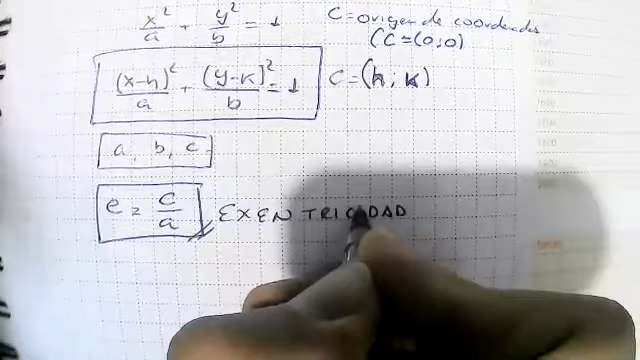 x²/a + y²/b = 1 C = origen de coordenadas
(C = (0,0)
(x-h)²/a + (y-k)²/b = 1 C = (h, k)
a, b, c
e = c/a EXENTRICIDAD